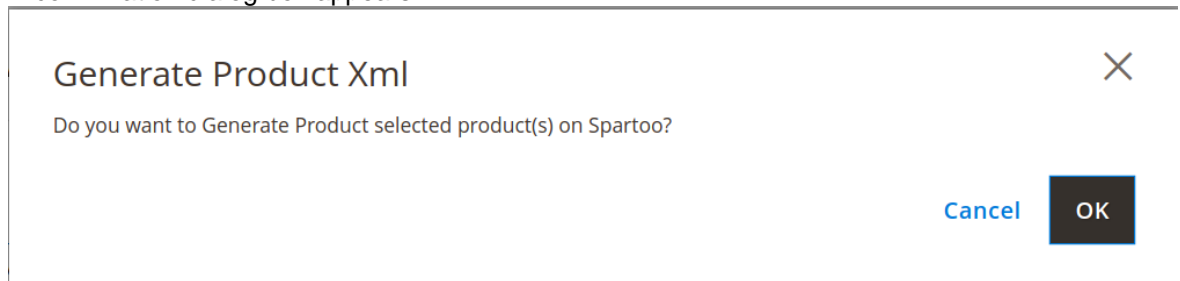 Generate Product Xml
Do you want to Generate Product selected product(s) on Spartoo?
Cancel OK